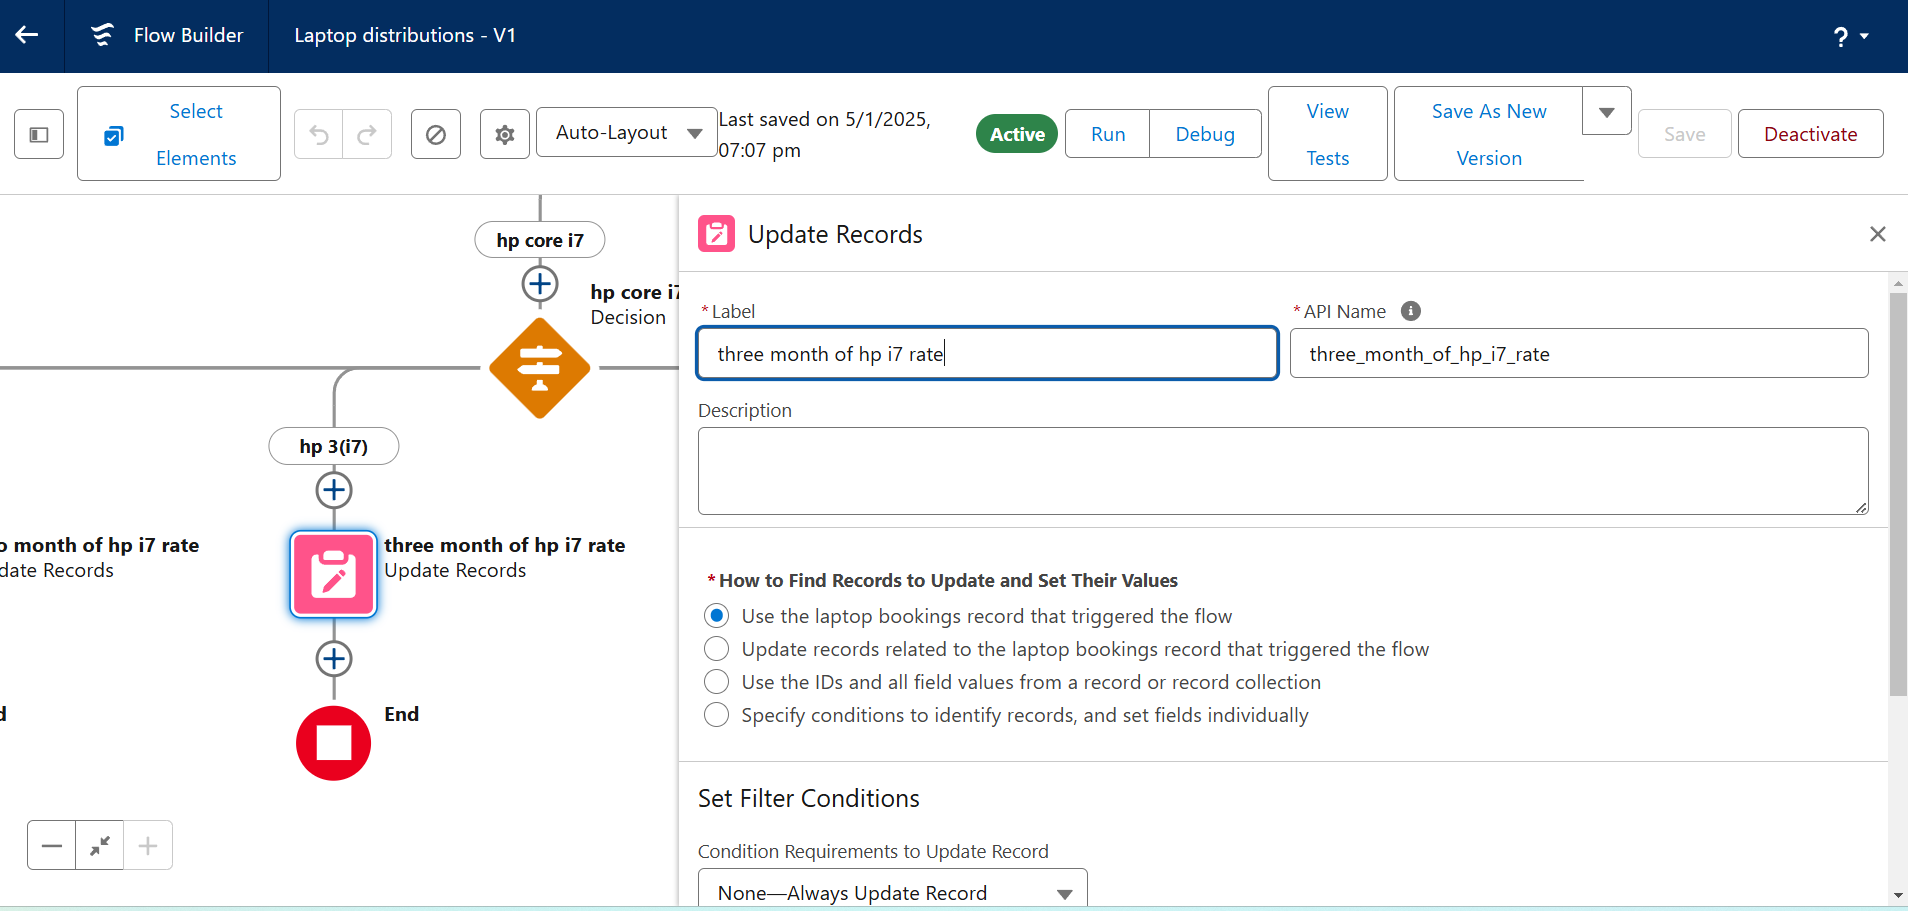 Flow Builder
Laptop distributions - V1
?
Select
Elements
Auto-Layout
Last saved on 5/1/2025,
07:07 pm
Active
Run
Debug
View
Tests
Save As New
Version
Save
Deactivate
hp core i7
hp core i7
Decision
hp 3(i7)
o month of hp i7 rate
date Records
three month of hp i7 rate
Update Records
d
End
Update Records
*Label
three month of hp i7 rate
*API Name
three_month_of_hp_i7_rate
Description
*How to Find Records to Update and Set Their Values
Use the laptop bookings record that triggered the flow
Update records related to the laptop bookings record that triggered the flow
Use the IDs and all field values from a record or record collection
Specify conditions to identify records, and set fields individually
Set Filter Conditions
Condition Requirements to Update Record
None—Always Update Record